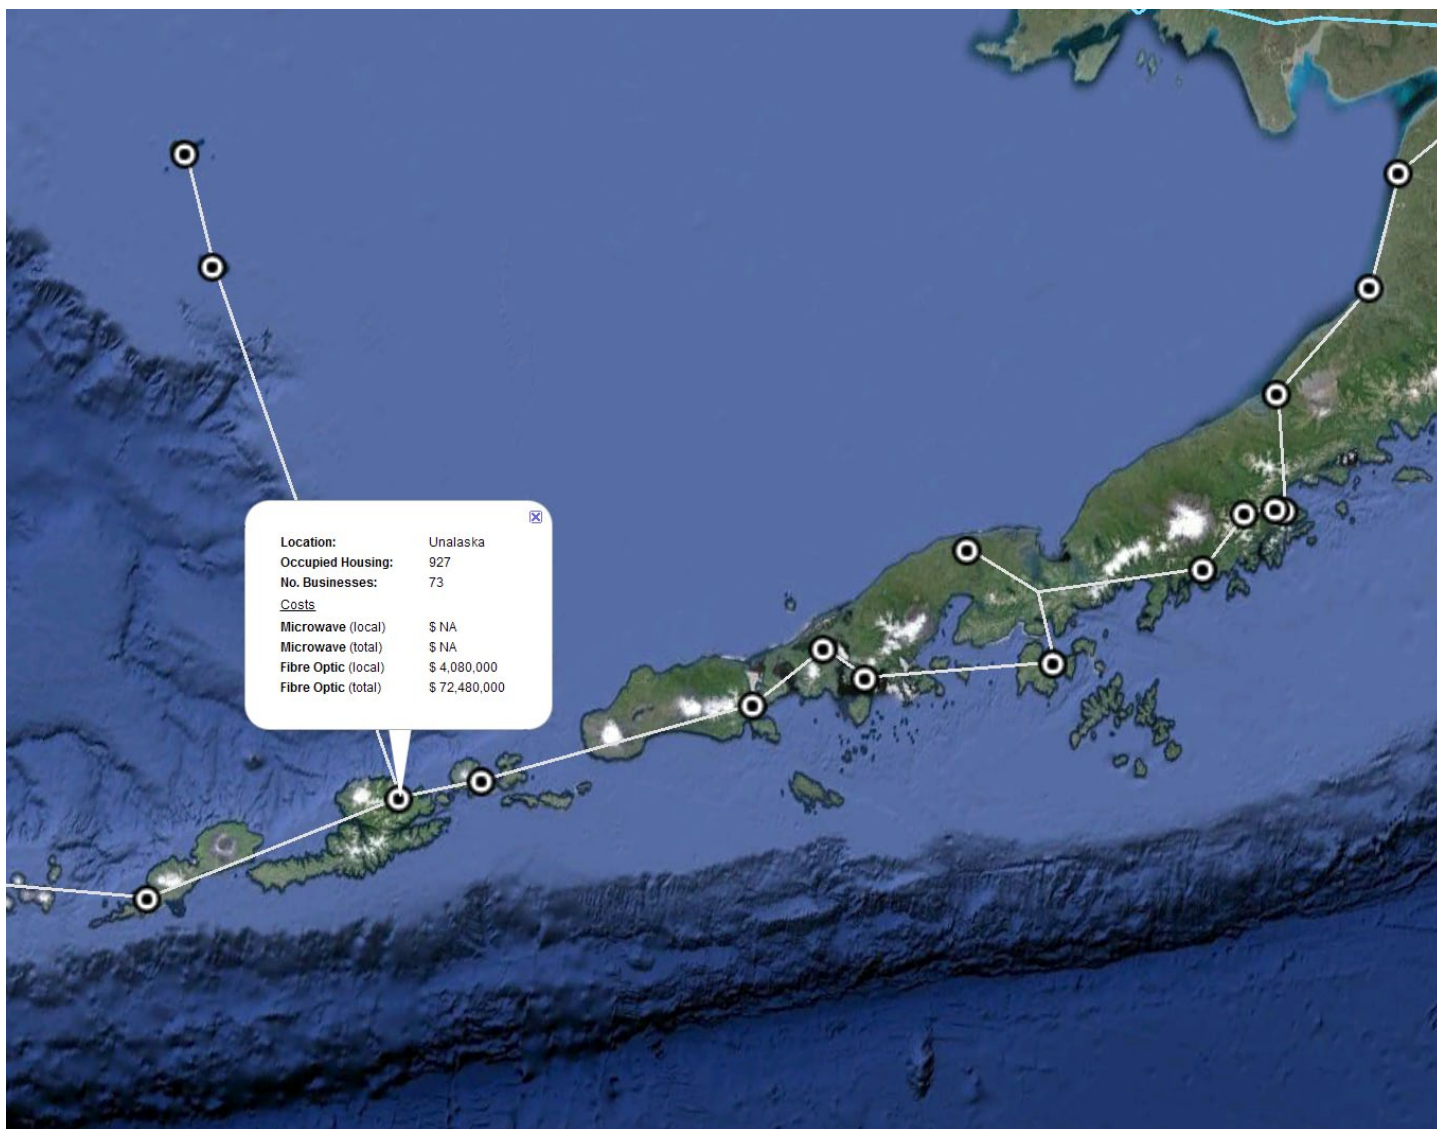 Location: Unalaska
Occupied Housing: 927
No. Businesses: 73
Costs
Microwave (local) $ NA
Microwave (total) $ NA
Fibre Optic (local) $ 4,080,000
Fibre Optic (total) $ 72,480,000